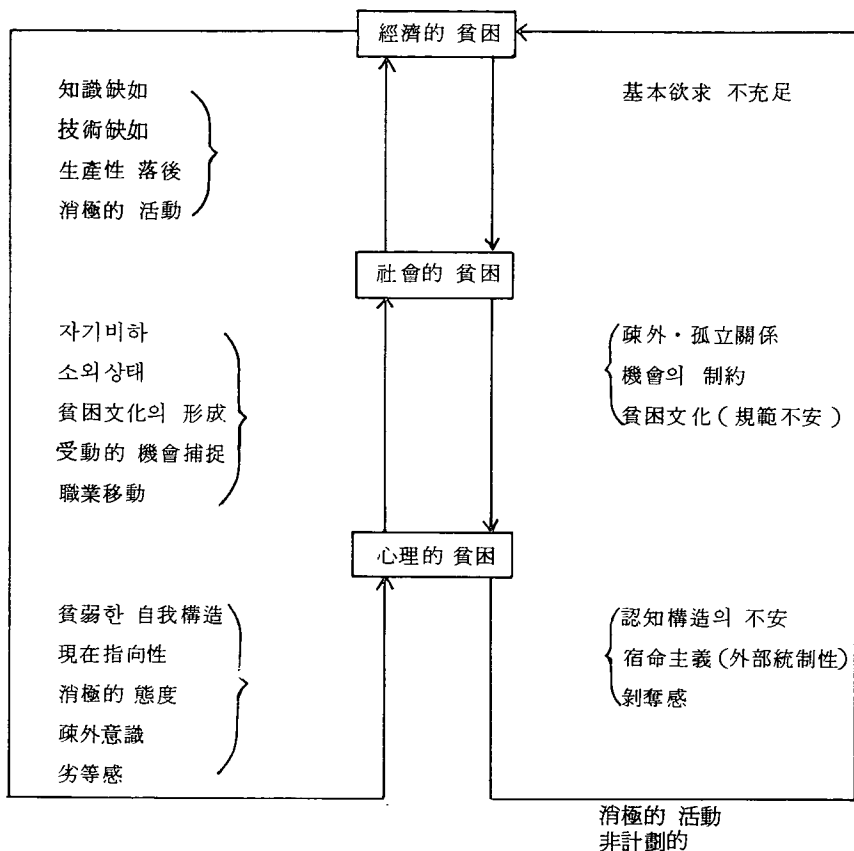 經濟的 貧困
知識缺如
技術缺如
生產性 落後
消極的 活動
基本欲求 不充足
社會的 貧困
자기비하
소외상태
貧困文化의 形成
受動的 機會捕捉
職業移動
疎外・孤立關係
機會의 制約
貧困文化 ( 規範不安 )
心理的 貧困
貧弱한 自我構造
現在指向性
消極的 態度
疎外意識
劣等感
認知構造의 不安
宿命主義 (外部統制性)
剝奪感
消極的 活動
非計劃的